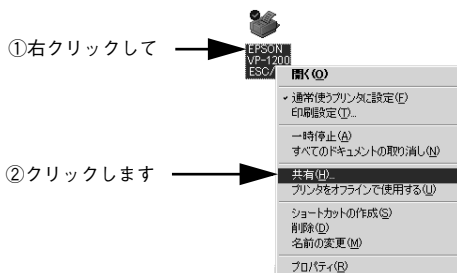 ①右クリックして
EPSON
VP-1200
ESC/
開く(O)
通常使うプリンタに設定(F)
印刷設定(T)...
一時停止(A)
すべてのドキュメントの取り消し(N)
②クリックします
共有(H)...
プリンタをオフラインで使用する(U)
ショートカットの作成(S)
削除(D)
名前の変更(M)
プロパティ(R)